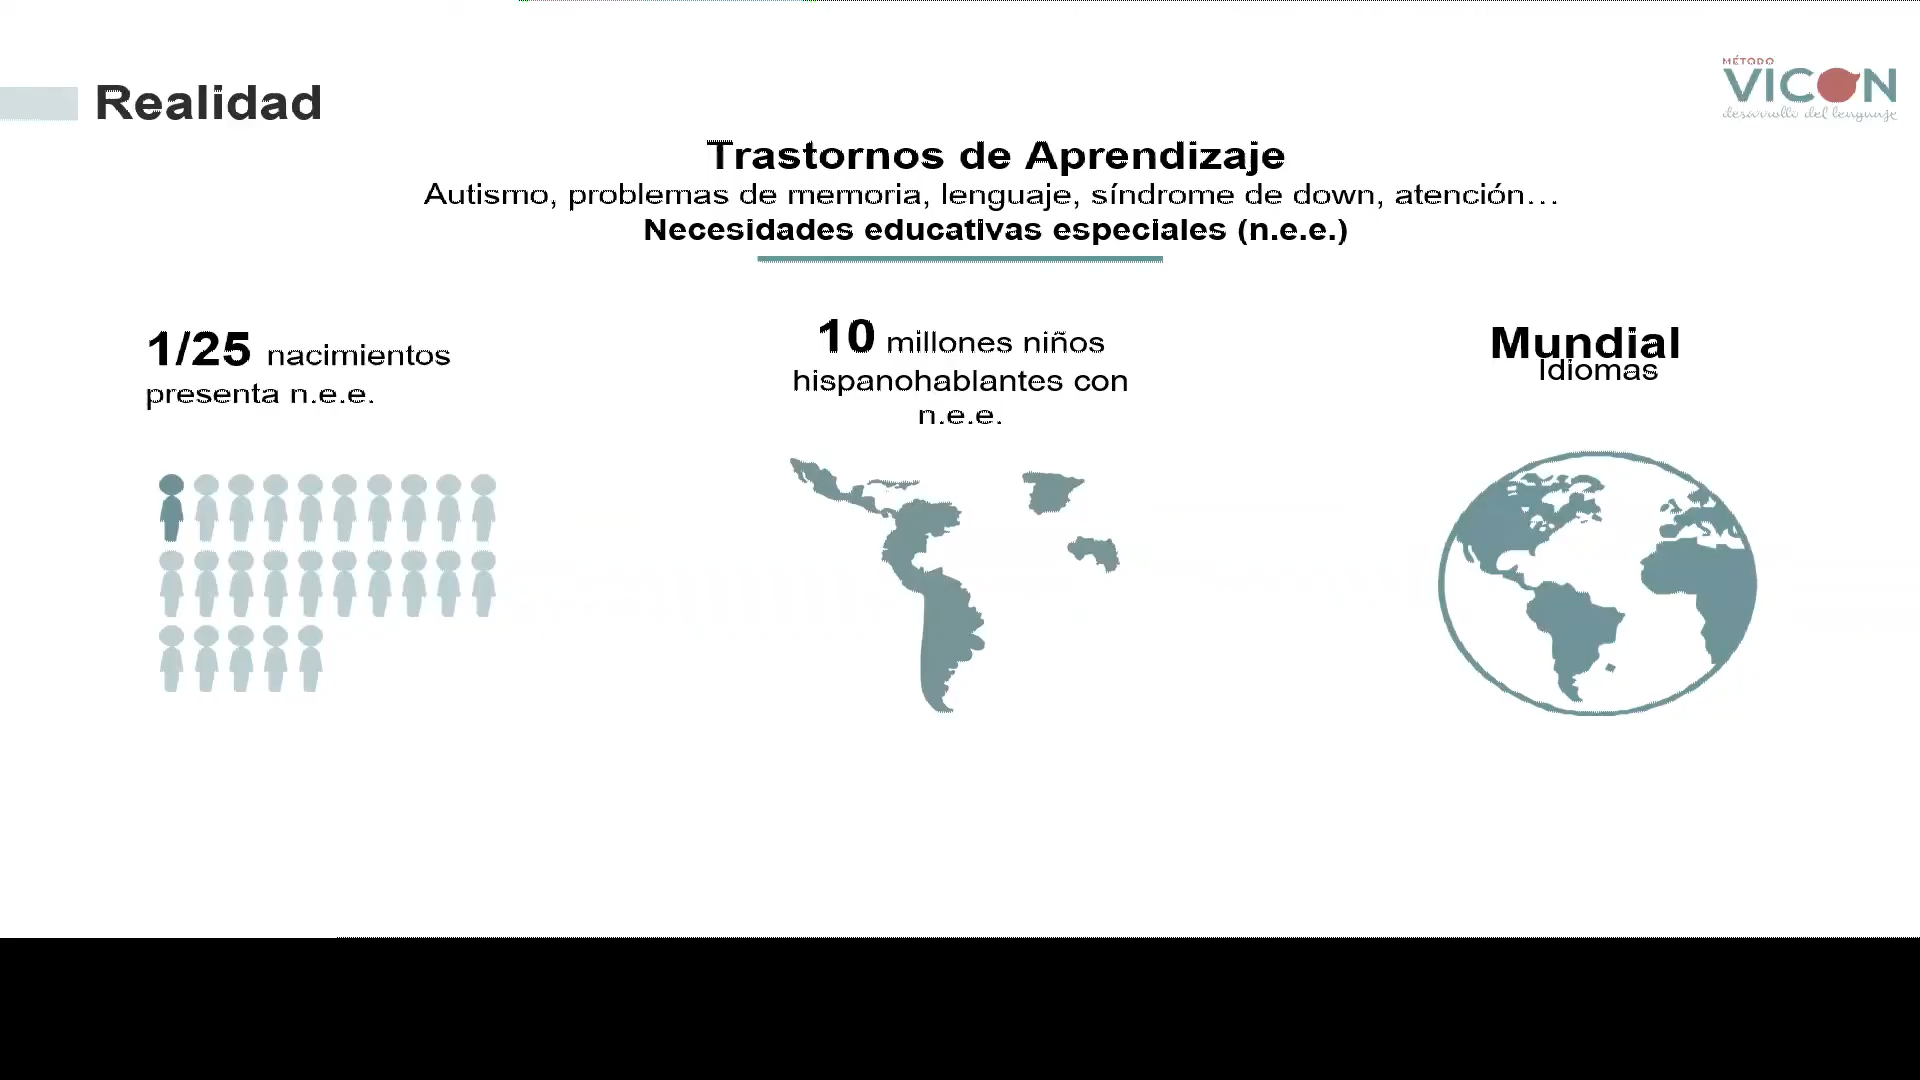 MÉTODO
VICON
desarrollo del lenguaje
Realidad
Trastornos de Aprendizaje
Autismo, problemas de memoria, lenguaje, síndrome de down, atención...
Necesidades educativas especiales (n.e.e.)
1/25 nacimientos
presenta n.e.e.
10 millones niños
hispanohablantes con
n.e.e.
Mundial
Idiomas